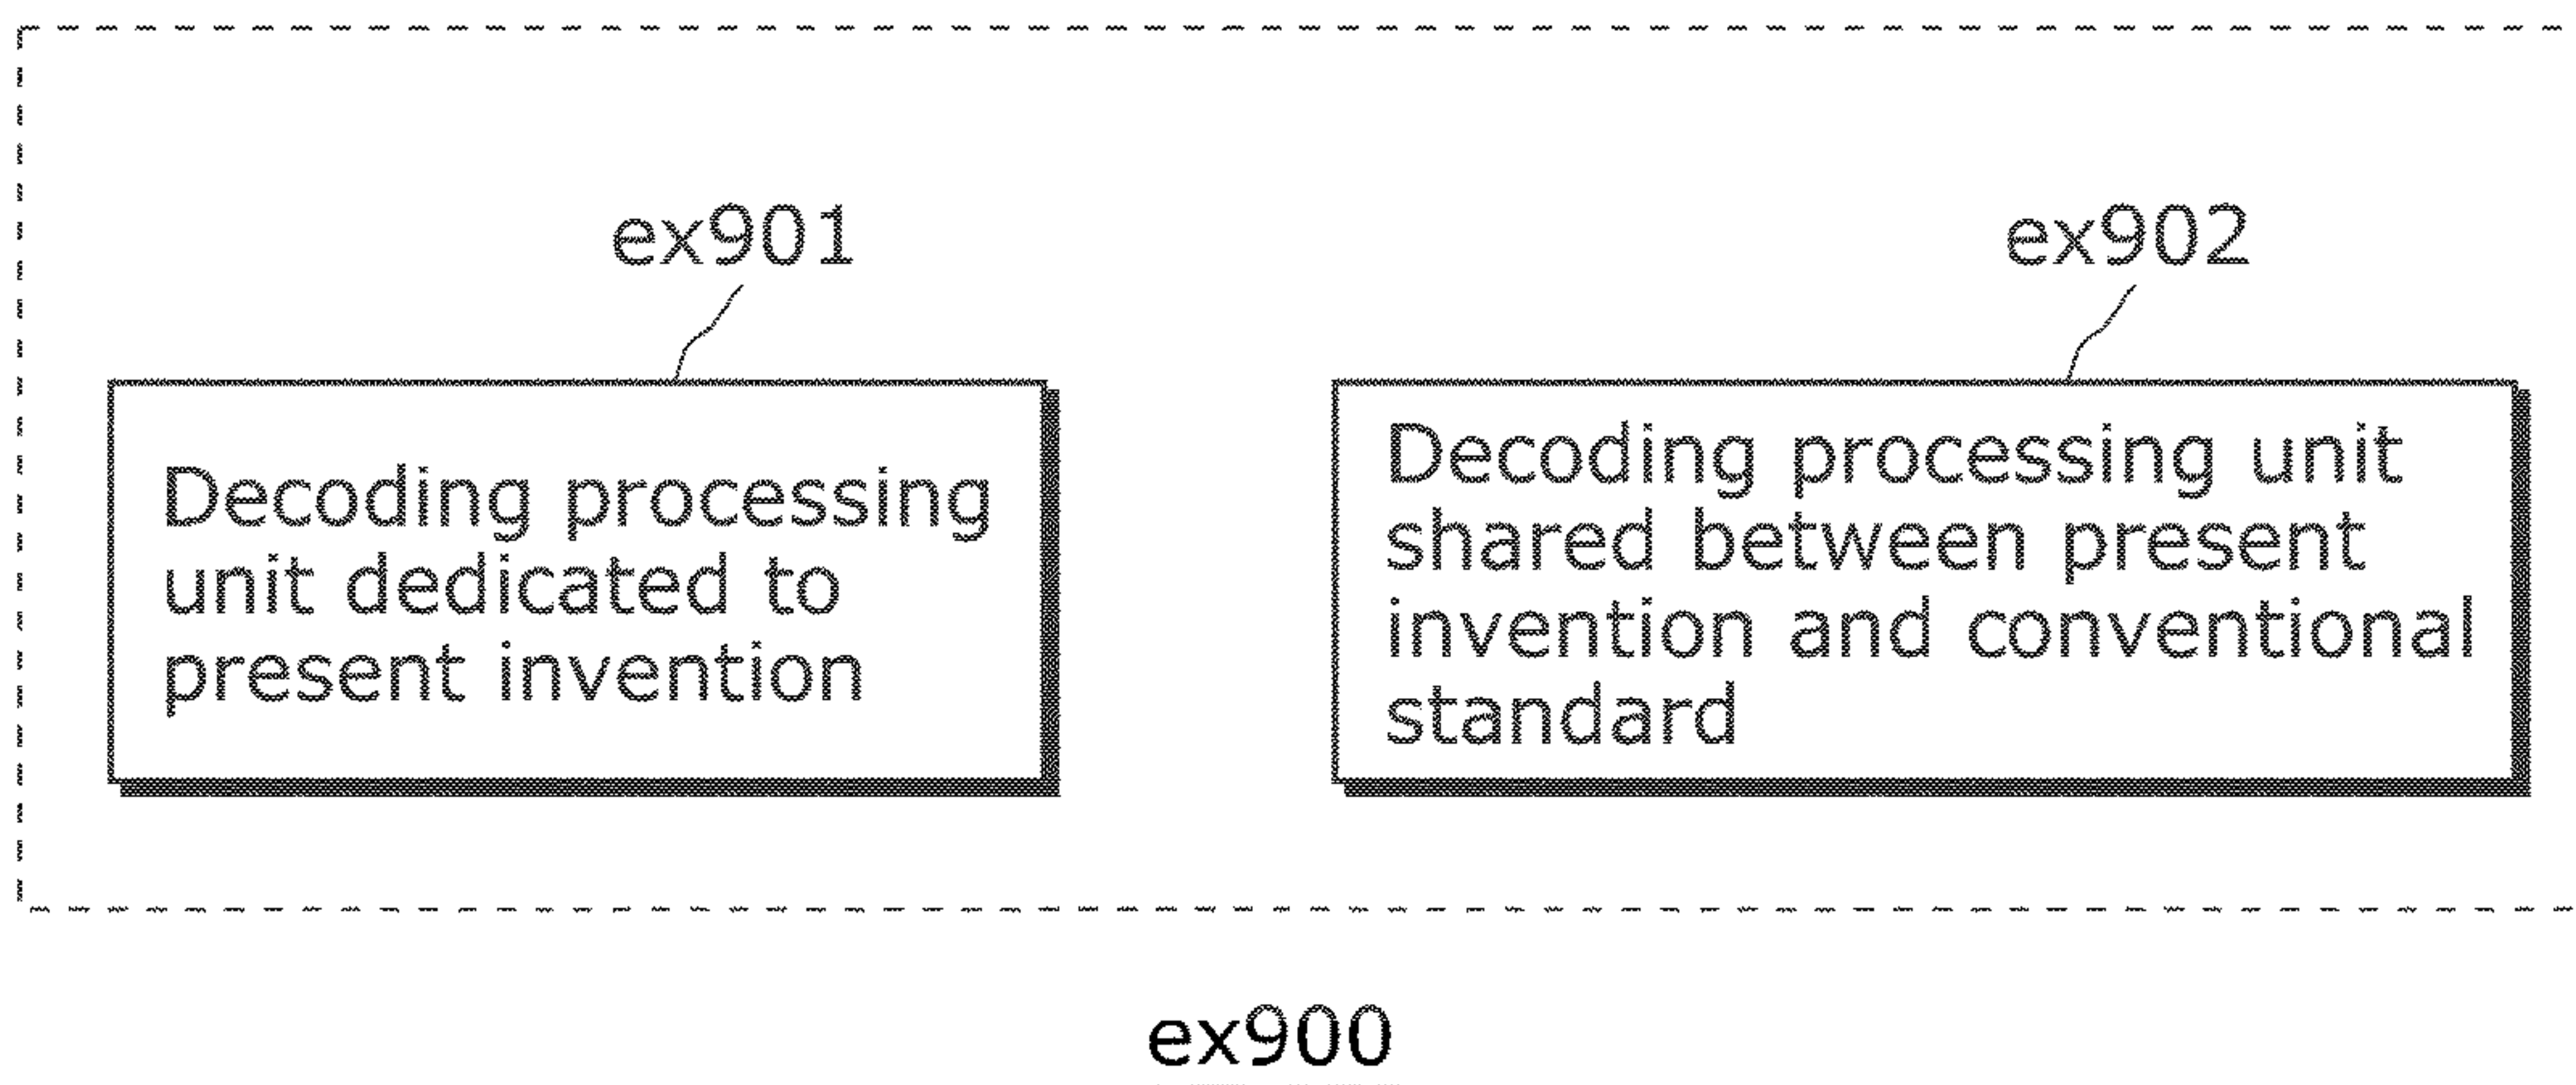 ex901
Decoding processing
unit dedicated to
present invention
ex902
Decoding processing unit
shared between present
invention and conventional
standard
ex900